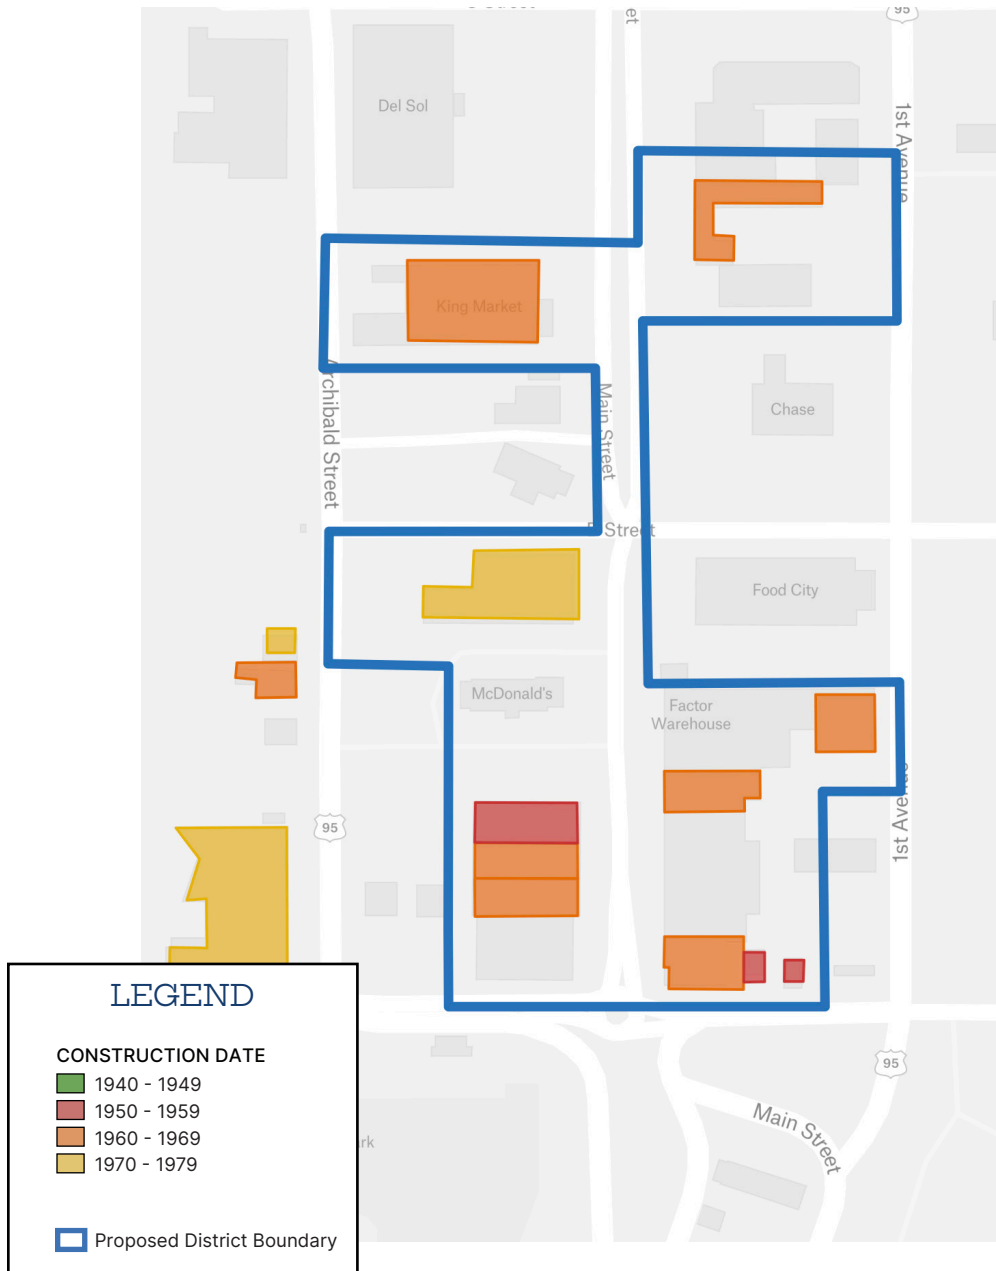 95
Del Sol
1st Avenue
King Market
Archibald Street
Main Street
Chase
Street
Food City
McDonald's
Factor
Warehouse
95
1st Avenue
LEGEND
CONSTRUCTION DATE
1940 - 1949
1950 - 1959
1960 - 1969
1970 - 1979
Proposed District Boundary
95
Main Street